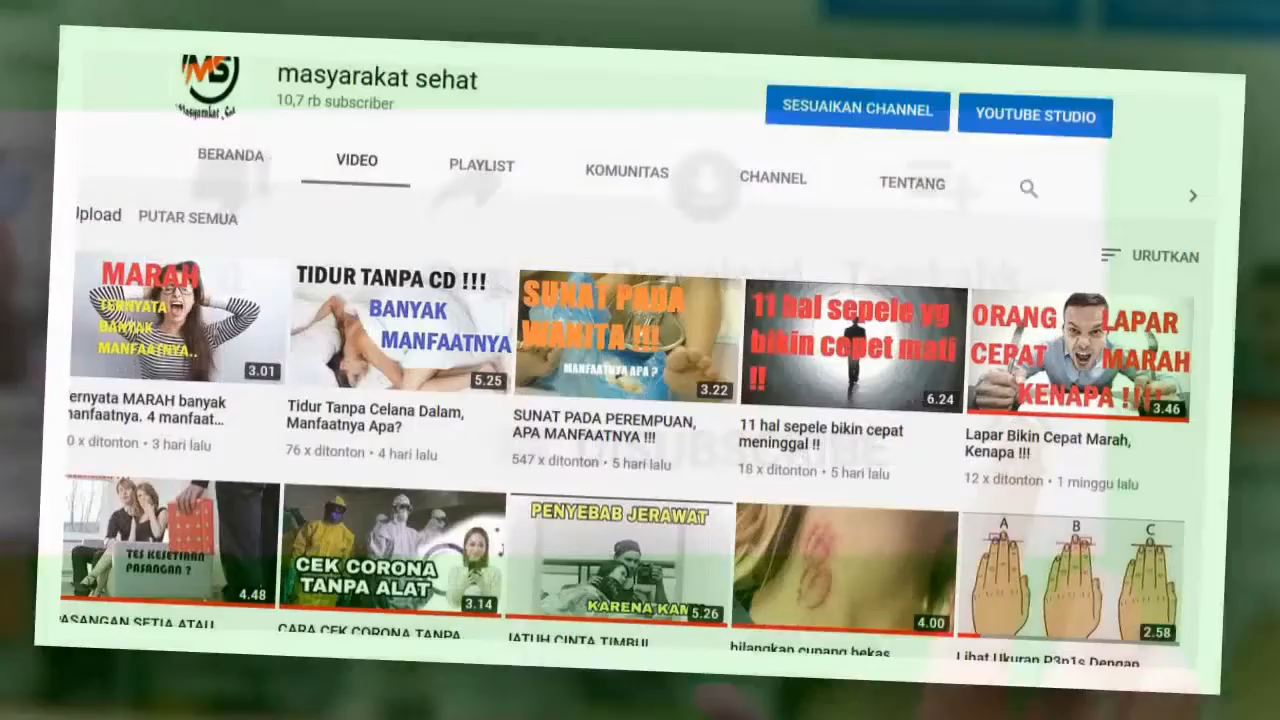 MS
masyarakat sehat
10,7 rb subscriber
SESUAIKAN CHANNEL
YOUTUBE STUDIO
BERANDA
VIDEO
PLAYLIST
KOMUNITAS
CHANNEL
TENTANG
PUTAR SEMUA
URUTKAN
MARAH
TERNYATA
BANYAK
MANFAATNYA..
3.01
TIDUR TANPA CD !!!
BANYAK
MANFAATNYA
5.25
SUNAT PADA
WANITA !!!
MANFAATNYA APA ?
3.22
11 hal sepele yg
bikin cepet mati
!!
6.24
ORANG LAPAR
CEPAT MARAH
KENAPA !!!!
3.46
ernyata MARAH banyak
manfaatnya. 4 manfaat...
0 x ditonton • 3 hari lalu
Tidur Tanpa Celana Dalam,
Manfaatnya Apa?
76 x ditonton • 4 hari lalu
SUNAT PADA PEREMPUAN,
APA MANFAATNYA !!!
547 x ditonton • 5 hari lalu
11 hal sepele bikin cepat
meninggal !!
18 x ditonton • 5 hari lalu
Lapar Bikin Cepat Marah,
Kenapa !!!
12 x ditonton • 1 minggu lalu
TES KESETIAAN
PASANGAN ?
4.48
CEK CORONA
TANPA ALAT
3.14
PENYEBAB JERAWAT
KARENA KAN
5.26
4.00
A B C
2.58
PASANGAN SETIA ATAU
CARA CEK CORONA TANPA
JATUH CINTA TIMBUL
hilangkan cupang bekas
Lihat Ukuran P3n1s Dengan